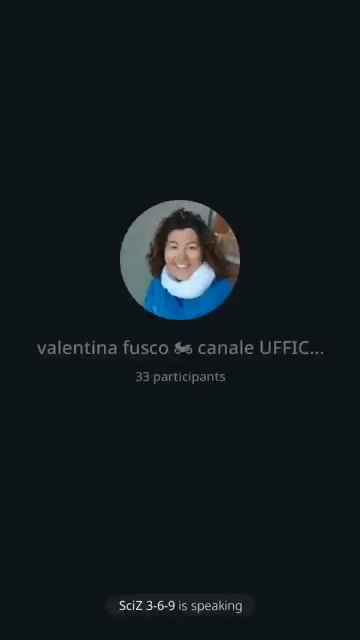 valentina fusco 🏍 canale UFFIC...
33 participants
SciZ 3-6-9 is speaking